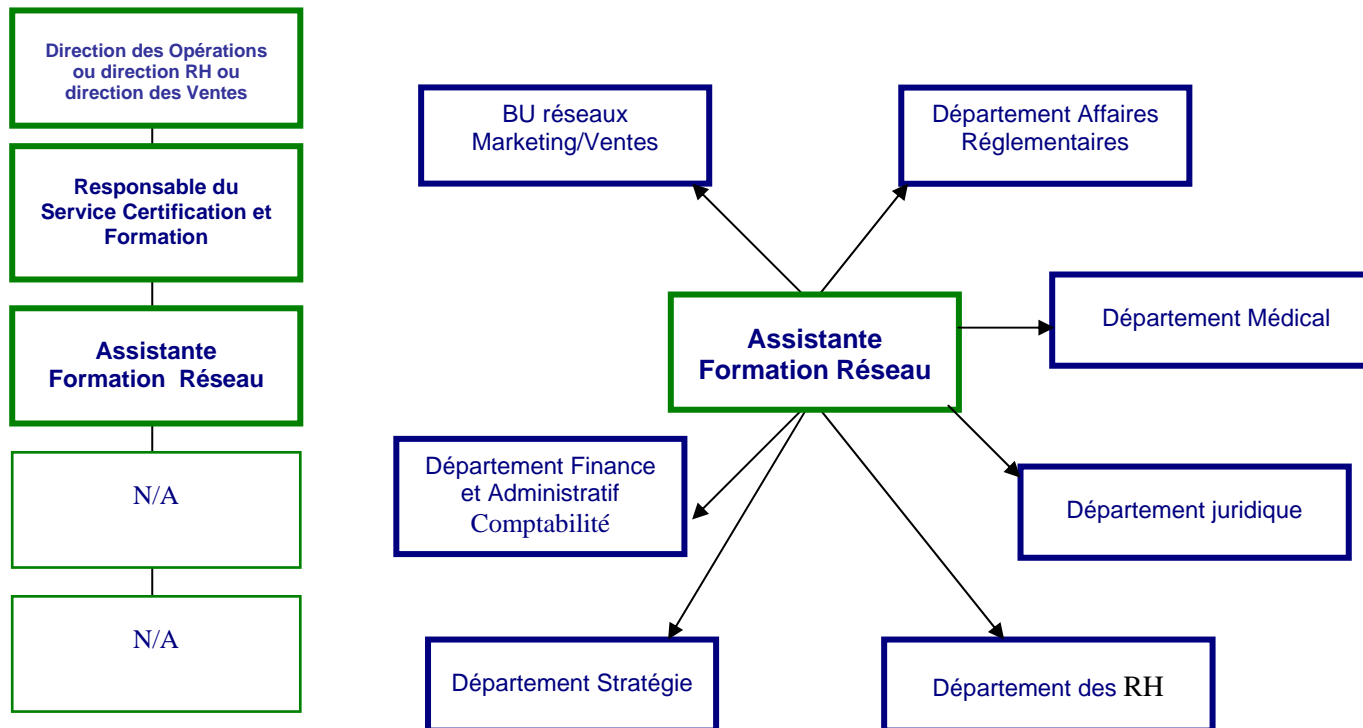 Direction des Opérations
ou direction RH ou
direction des Ventes
Responsable du
Service Certification et
Formation
Assistante
Formation Réseau
N/A
N/A
BU réseaux
Marketing/Ventes
Département Affaires
Réglementaires
Département Médical
Assistante
Formation Réseau
Département Finance
et Administratif
Comptabilité
Département juridique
Département Stratégie
Département des RH